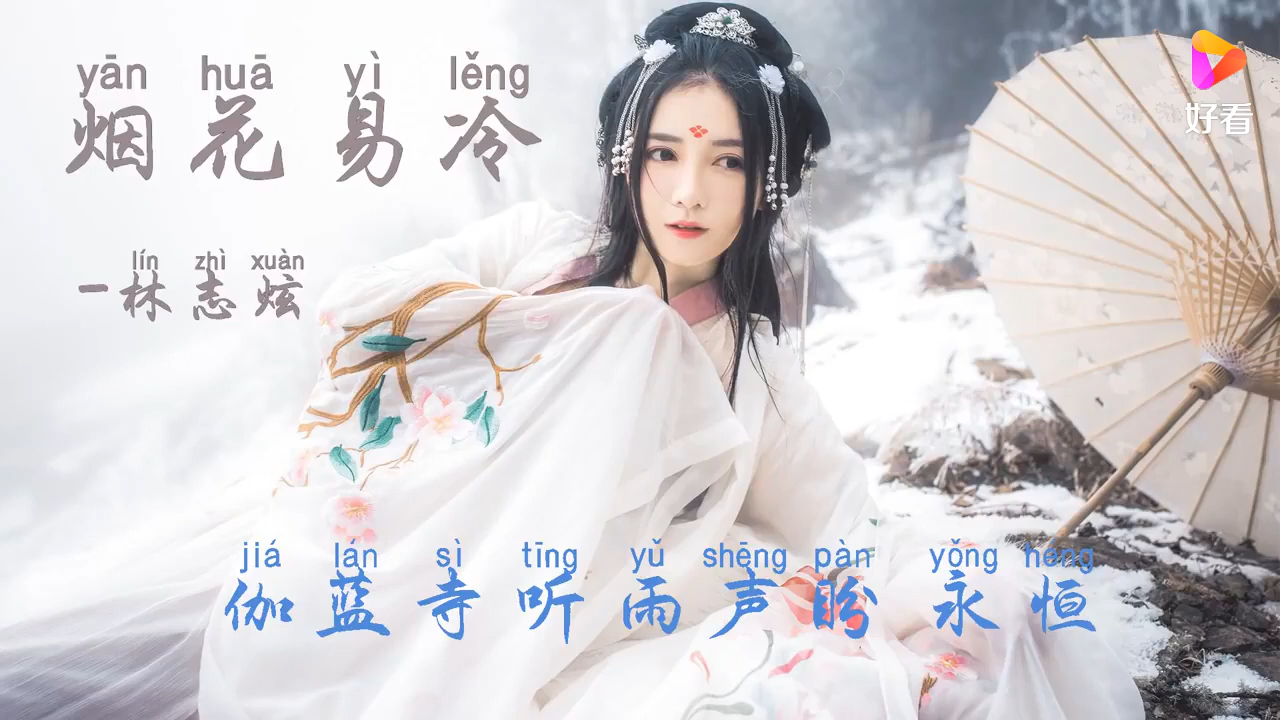 yān huā yì lěng
烟花易冷
lín zhì xuàn
一林志炫
好看
jiá lán sì tīng yǔ shēng pàn yǒng héng
伽蓝寺听雨声盼 永恒